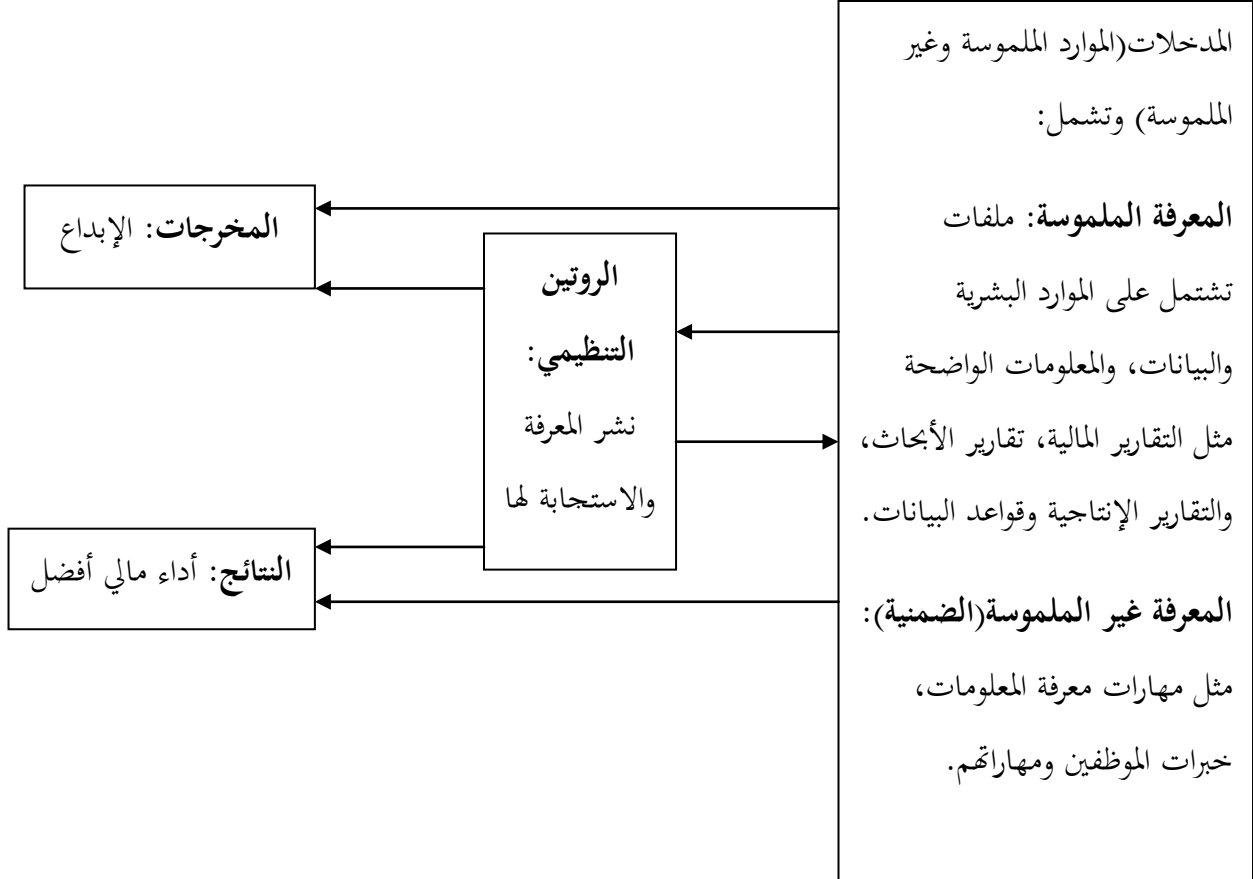 المدخلات(الموارد الملموسة وغير
الملموسة) وتشمل:
المعرفة الملموسة: ملفات
تشتمل على الموارد البشرية
والبيانات، والمعلومات الواضحة
مثل التقارير المالية، تقارير الأبحاث،
والتقارير الإنتاجية وقواعد البيانات.
المعرفة غير الملموسة(الضمنية):
مثل مهارات معرفة المعلومات،
خبرات الموظفين ومهاراتهم.
الروتين
التنظيمي:
نشر المعرفة
والاستجابة لها
المخرجات: الإبداع
النتائج: أداء مالي أفضل